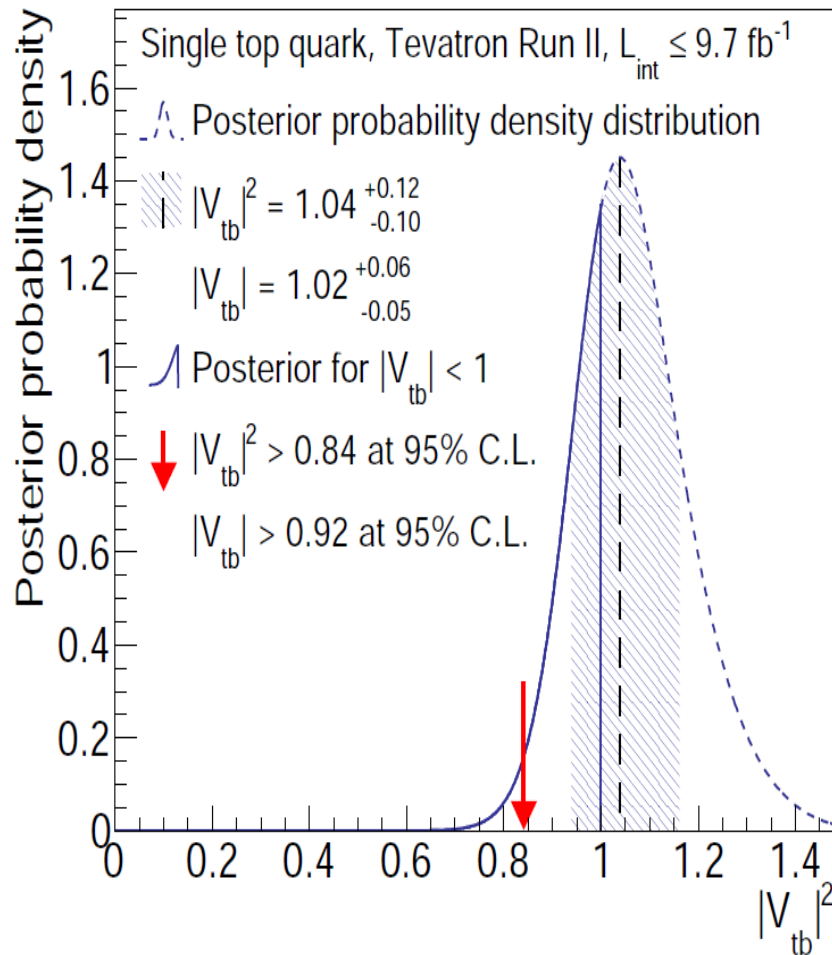 Single top quark, Tevatron Run II, L_int ≤ 9.7 fb⁻¹
Posterior probability density distribution
|V_tb|² = 1.04 +0.12 -0.10
|V_tb| = 1.02 +0.06 -0.05
Posterior for |V_tb| < 1
|V_tb|² > 0.84 at 95% C.L.
|V_tb| > 0.92 at 95% C.L.
Posterior probability density
1.6
1.4
1.2
1
0.8
0.6
0.4
0.2
0
0 0.2 0.4 0.6 0.8 1 1.2 1.4
|V_tb|²